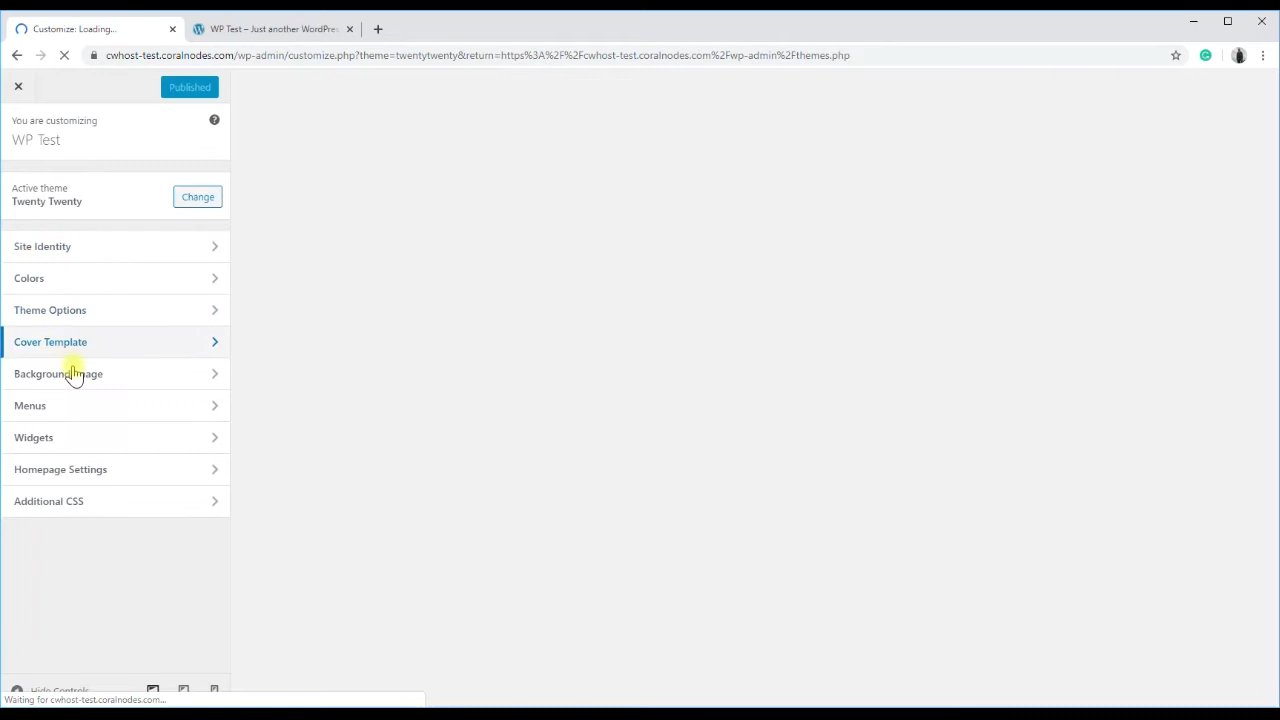 Customize: Loading...
WP Test – Just another WordPre
cwhost-test.coralnodes.com/wp-admin/customize.php?theme=twentytwenty&return=https%3A%2F%2Fcwhost-test.coralnodes.com%2Fwp-admin%2Fthemes.php
Published
You are customizing
WP Test
Active theme
Twenty Twenty
Change
Site Identity
Colors
Theme Options
Cover Template
Background Image
Menus
Widgets
Homepage Settings
Additional CSS
Hide Controls
Waiting for cwhost-test.coralnodes.com...